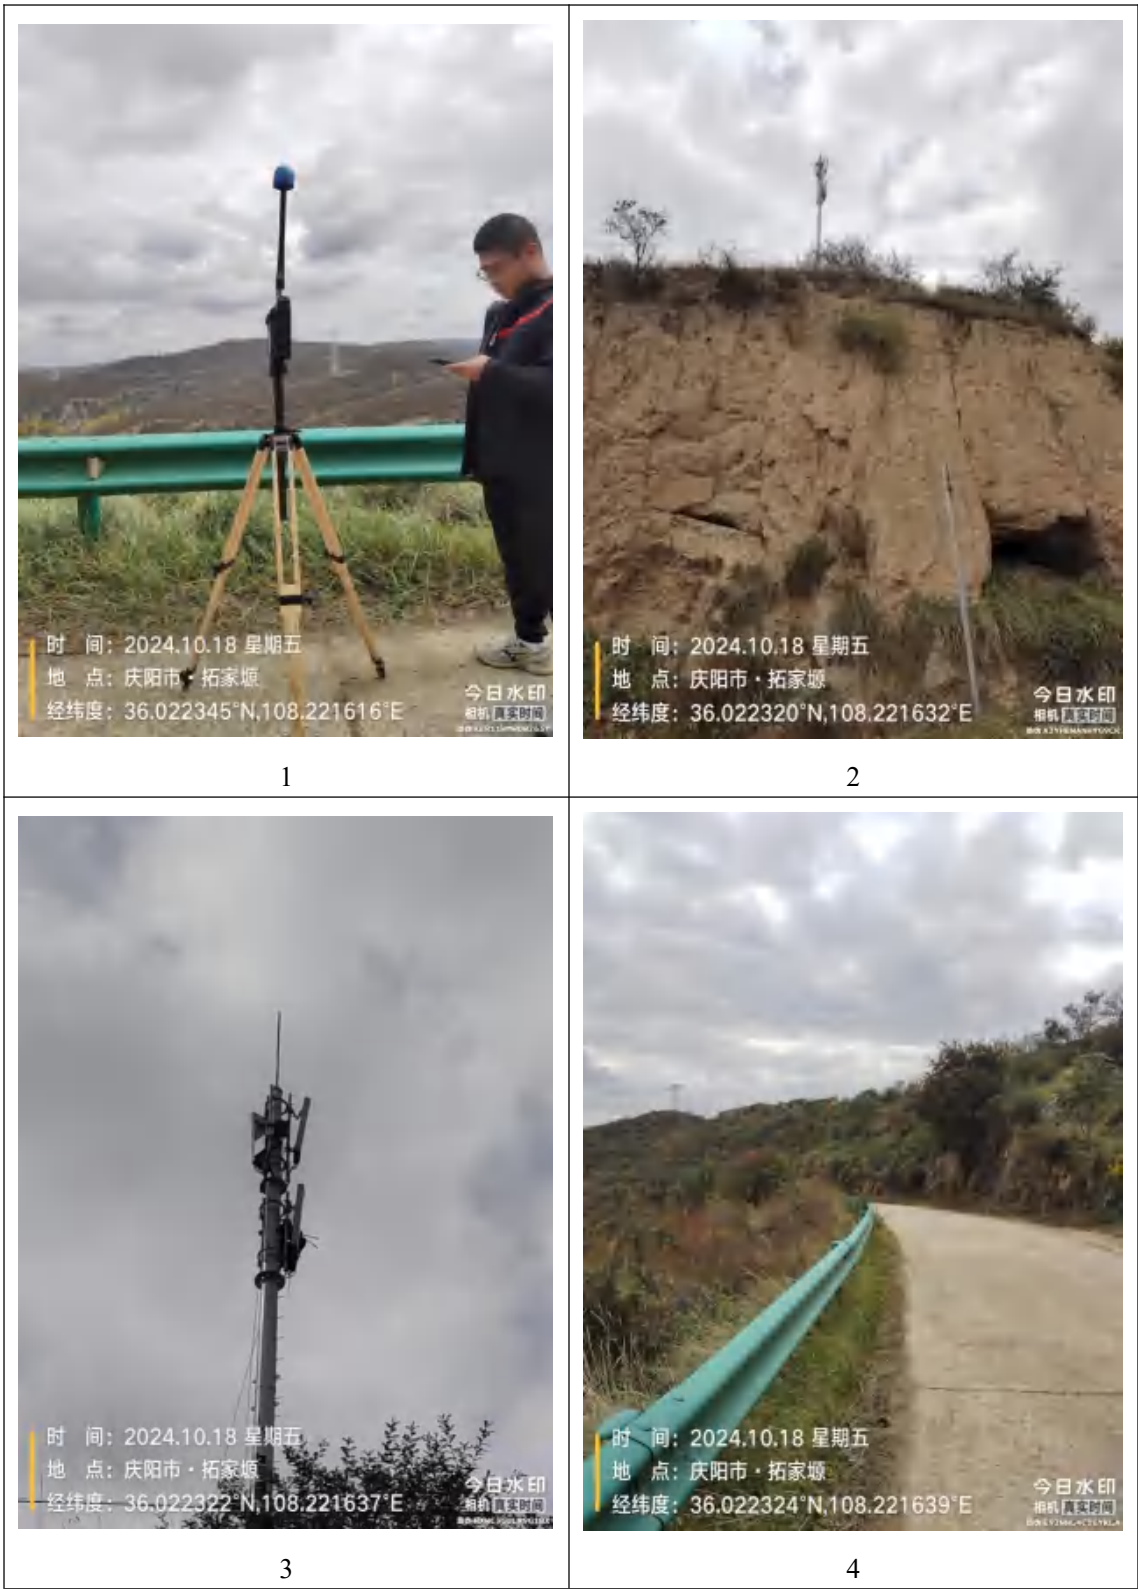 时 间：2024.10.18 星期五
地 点：庆阳市·拓家塬
经纬度：36.022345°N,108.221616°E
今日水印
相机 真实时间
1
时 间：2024.10.18 星期五
地 点：庆阳市·拓家塬
经纬度：36.022320°N,108.221632°E
今日水印
相机 真实时间
2
时 间：2024.10.18 星期五
地 点：庆阳市·拓家塬
经纬度：36.022322°N,108.221637°E
今日水印
相机 真实时间
3
时 间：2024.10.18 星期五
地 点：庆阳市·拓家塬
经纬度：36.022324°N,108.221639°E
今日水印
相机 真实时间
4